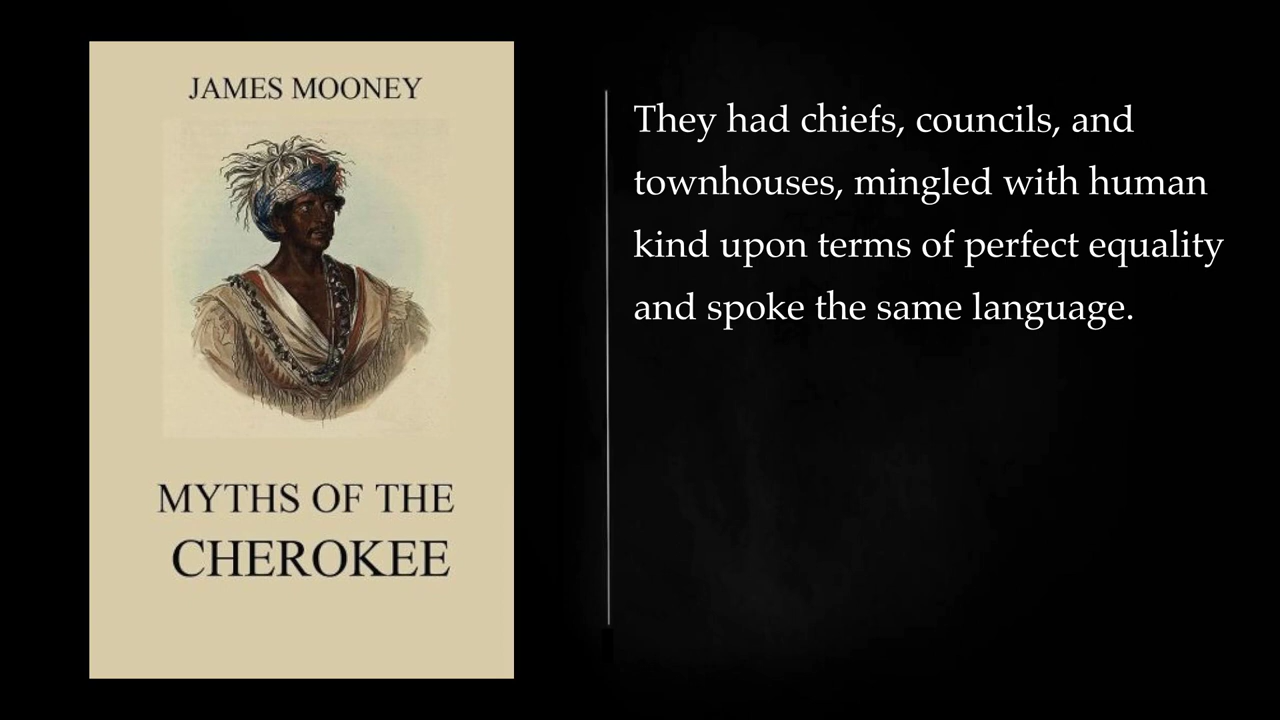 JAMES MOONEY
MYTHS OF THE
CHEROKEE
They had chiefs, councils, and
townhouses, mingled with human
kind upon terms of perfect equality
and spoke the same language.